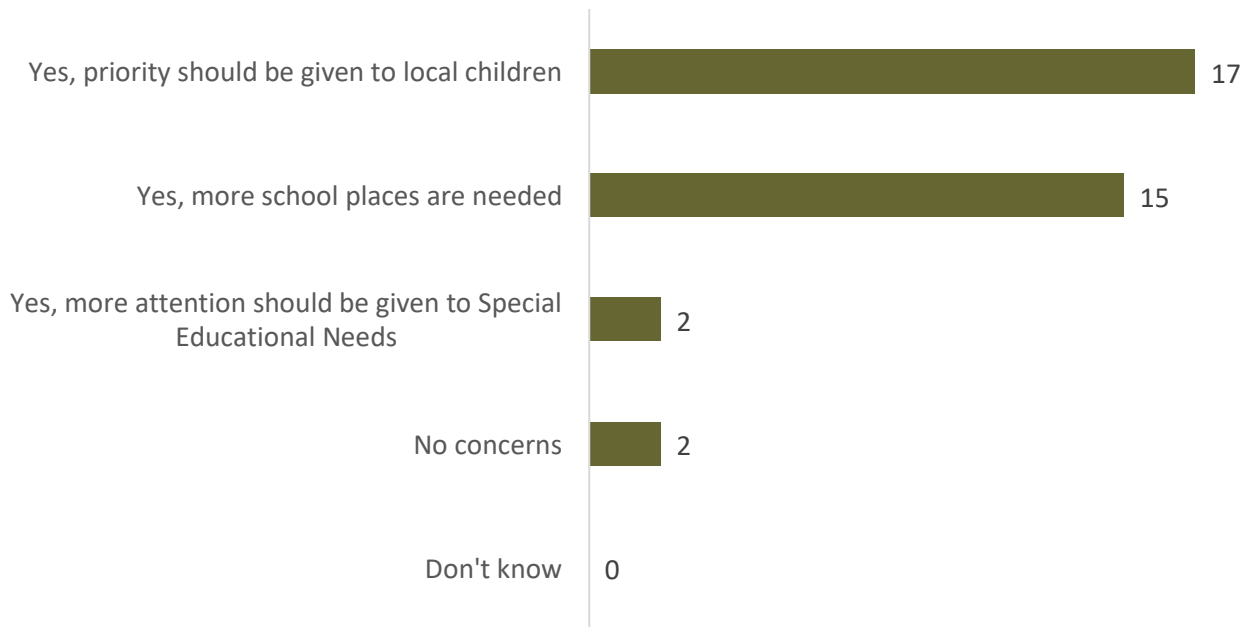 Yes, priority should be given to local children
17
Yes, more school places are needed
15
Yes, more attention should be given to Special
Educational Needs
2
No concerns
2
Don't know
0